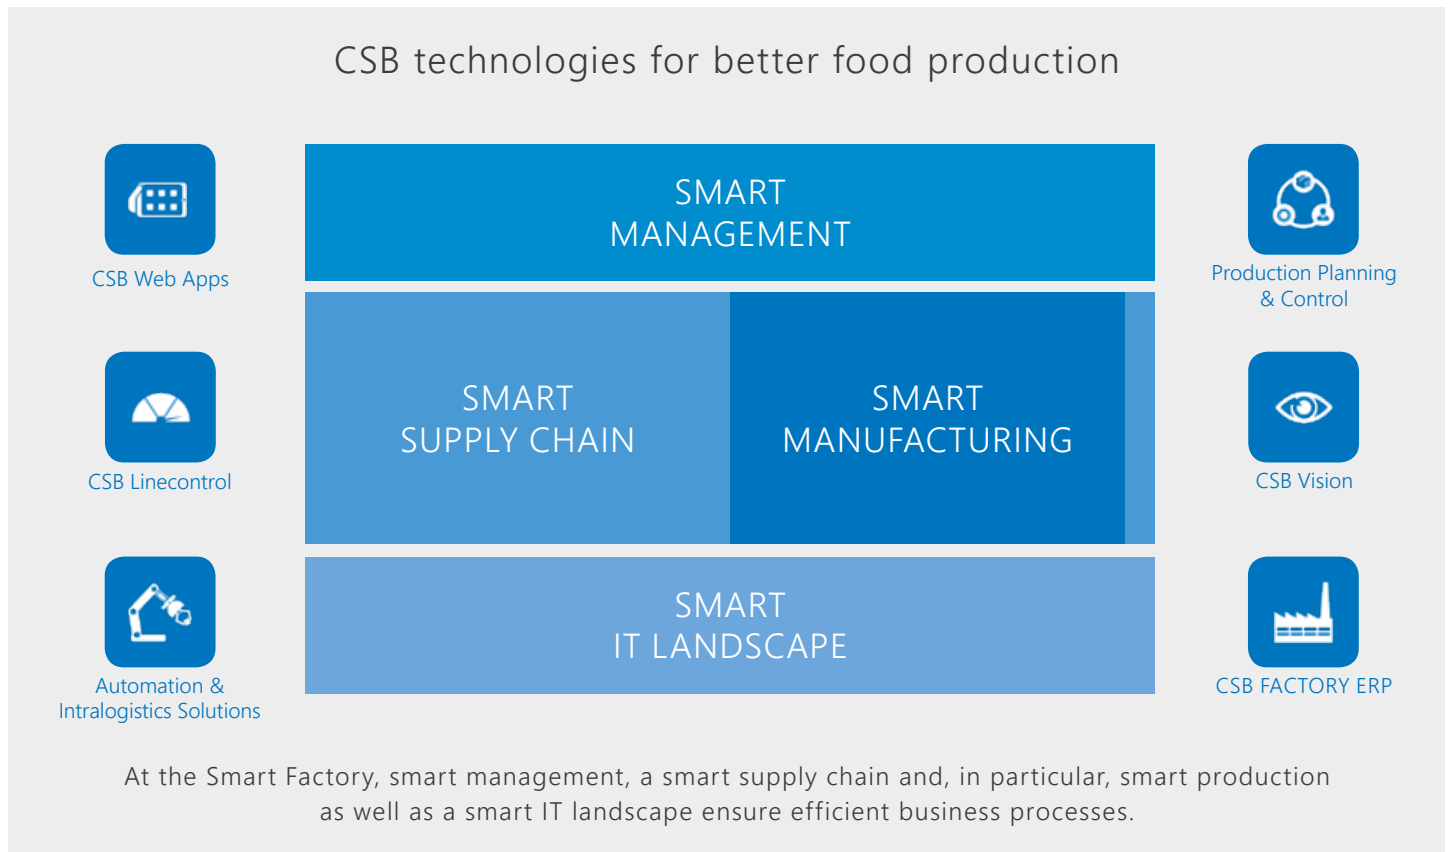 CSB technologies for better food production
SMART
MANAGEMENT
CSB Web Apps
Production Planning
& Control
SMART
SUPPLY CHAIN
SMART
MANUFACTURING
CSB Linecontrol
CSB Vision
SMART
IT LANDSCAPE
Automation &
Intralogistics Solutions
CSB FACTORY ERP
At the Smart Factory, smart management, a smart supply chain and, in particular, smart production
as well as a smart IT landscape ensure efficient business processes.